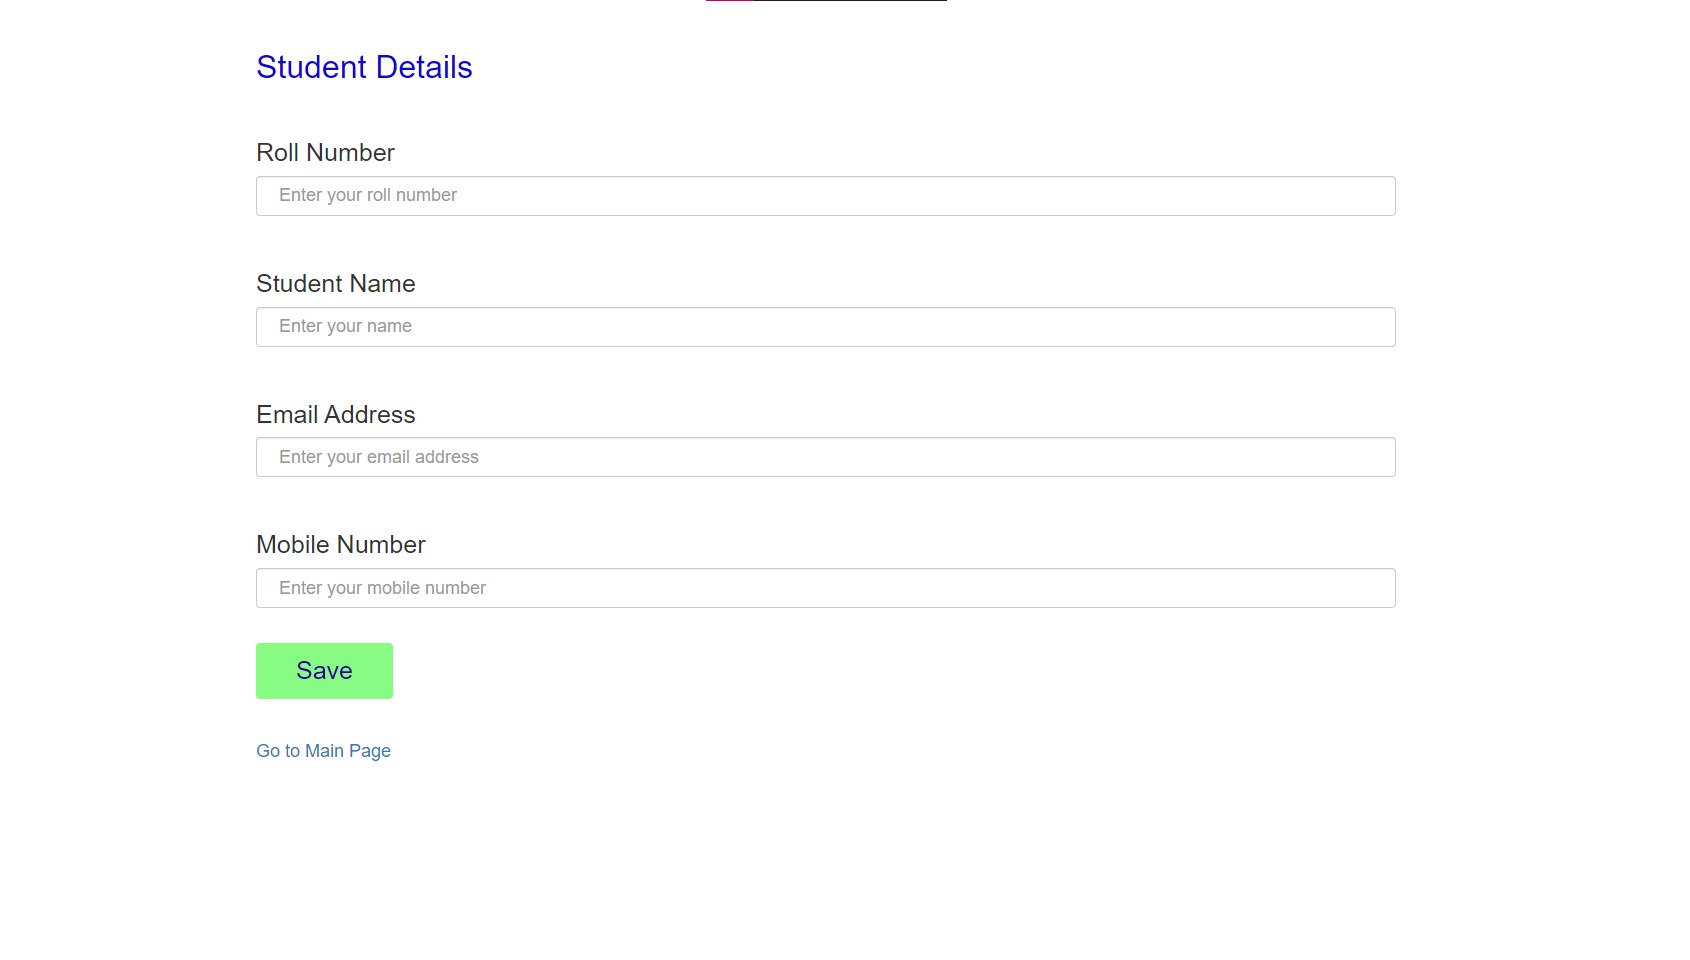 Student Details
Roll Number
Enter your roll number
Student Name
Enter your name
Email Address
Enter your email address
Mobile Number
Enter your mobile number
Save
Go to Main Page